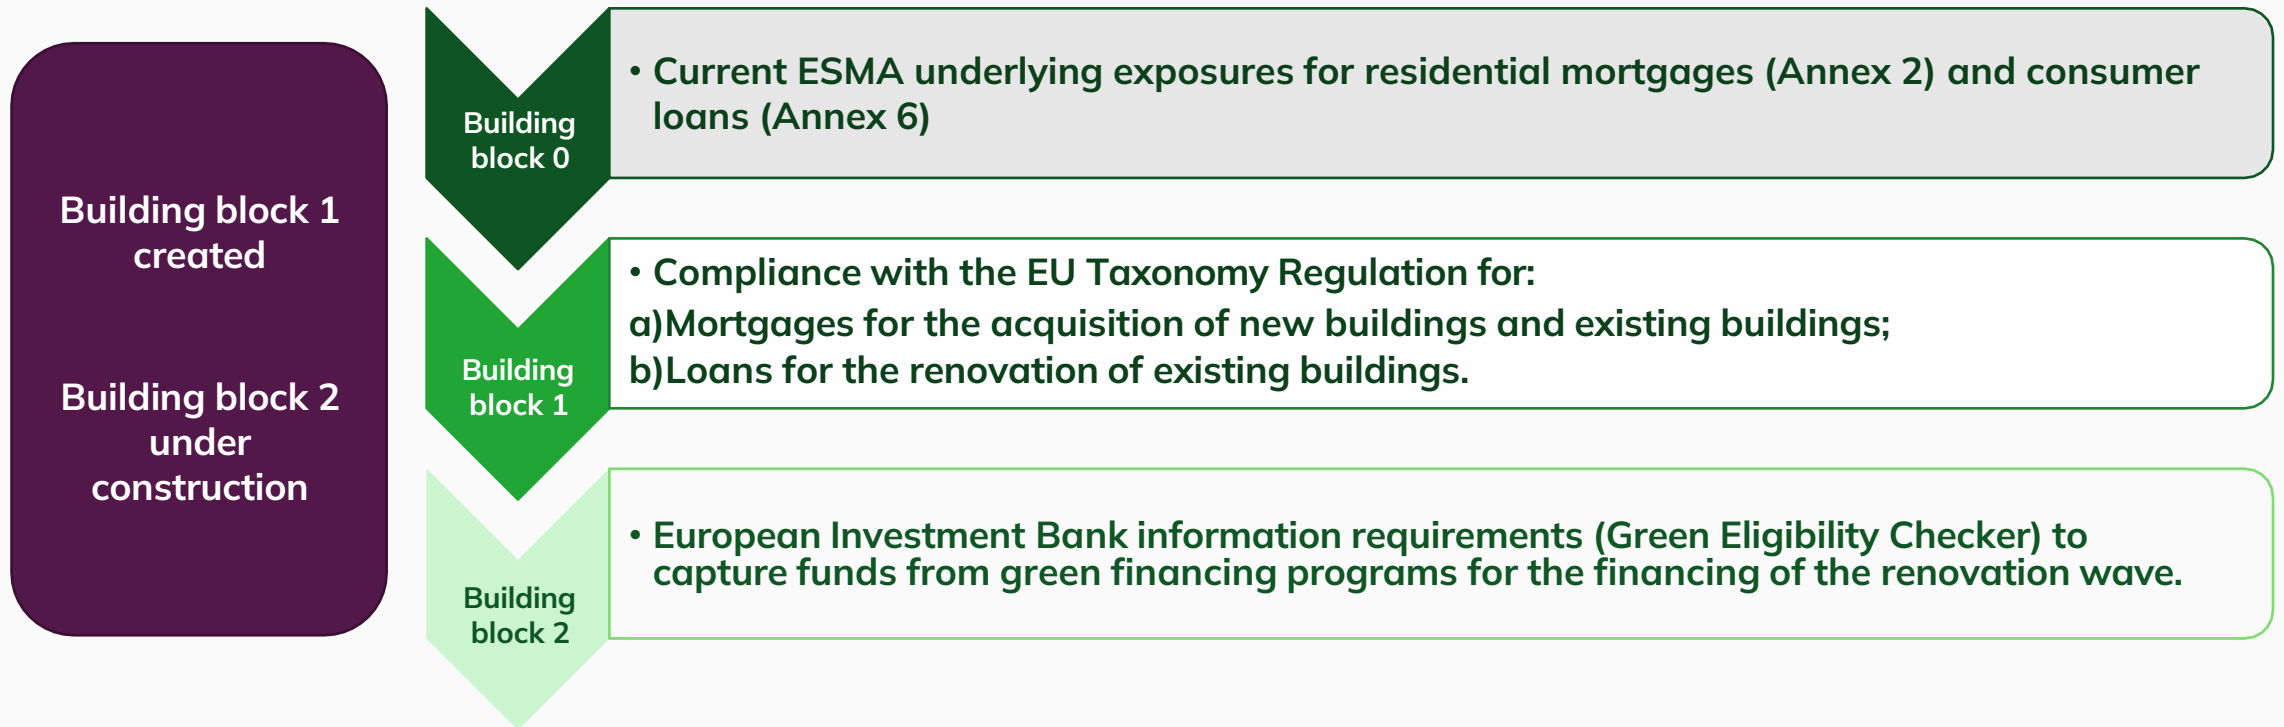 Building block 1
created
Building block 2
under
construction
Building
block 0
• Current ESMA underlying exposures for residential mortgages (Annex 2) and consumer
loans (Annex 6)
Building
block 1
• Compliance with the EU Taxonomy Regulation for:
a)Mortgages for the acquisition of new buildings and existing buildings;
b)Loans for the renovation of existing buildings.
Building
block 2
• European Investment Bank information requirements (Green Eligibility Checker) to
capture funds from green financing programs for the financing of the renovation wave.